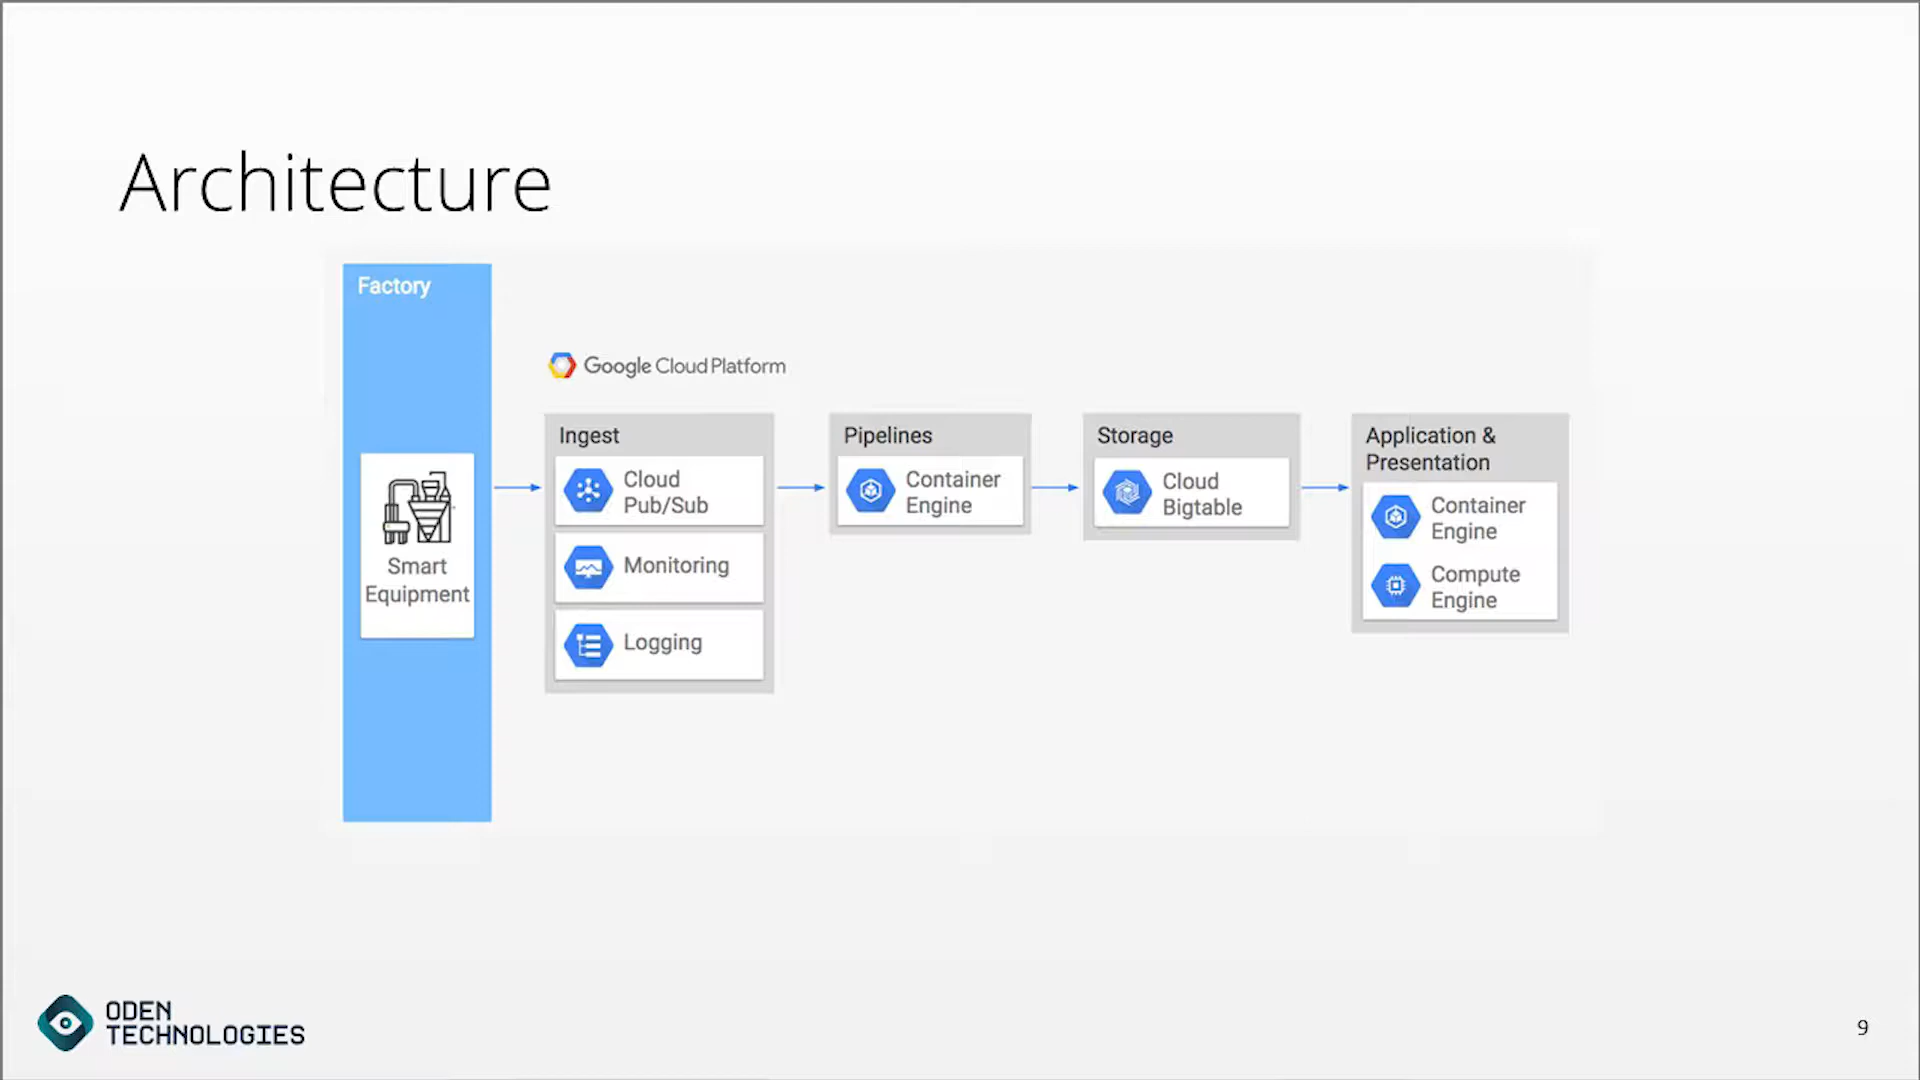 Architecture
Factory
Smart
Equipment
Google Cloud Platform
Ingest
Cloud
Pub/Sub
Monitoring
Logging
Pipelines
Container
Engine
Storage
Cloud
Bigtable
Application &
Presentation
Container
Engine
Compute
Engine
ODEN
TECHNOLOGIES
9